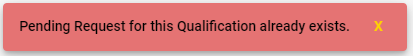 Pending Request for this Qualification already exists. X